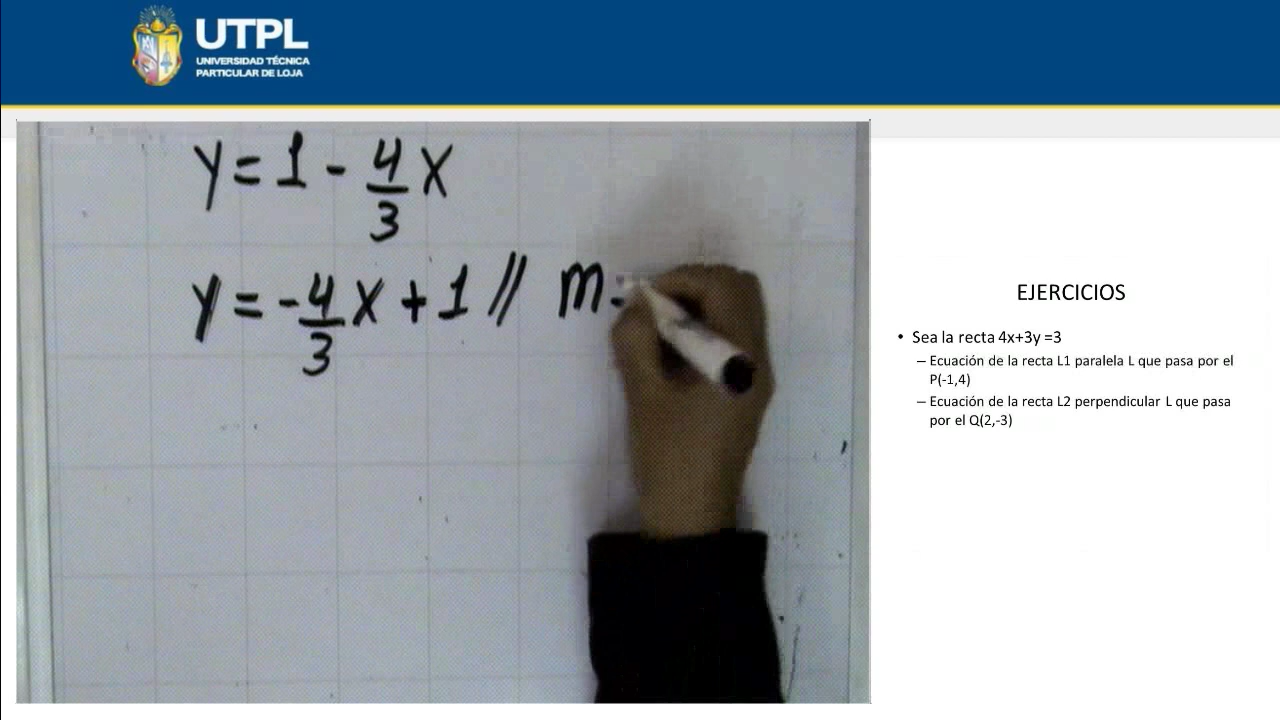 UTPL
UNIVERSIDAD TÉCNICA
PARTICULAR DE LOJA
y = 1 - 4/3 x
y = -4/3 x + 1 // m =
EJERCICIOS
• Sea la recta 4x+3y =3
– Ecuación de la recta L1 paralela L que pasa por el
P(-1,4)
– Ecuación de la recta L2 perpendicular L que pasa
por el Q(2,-3)